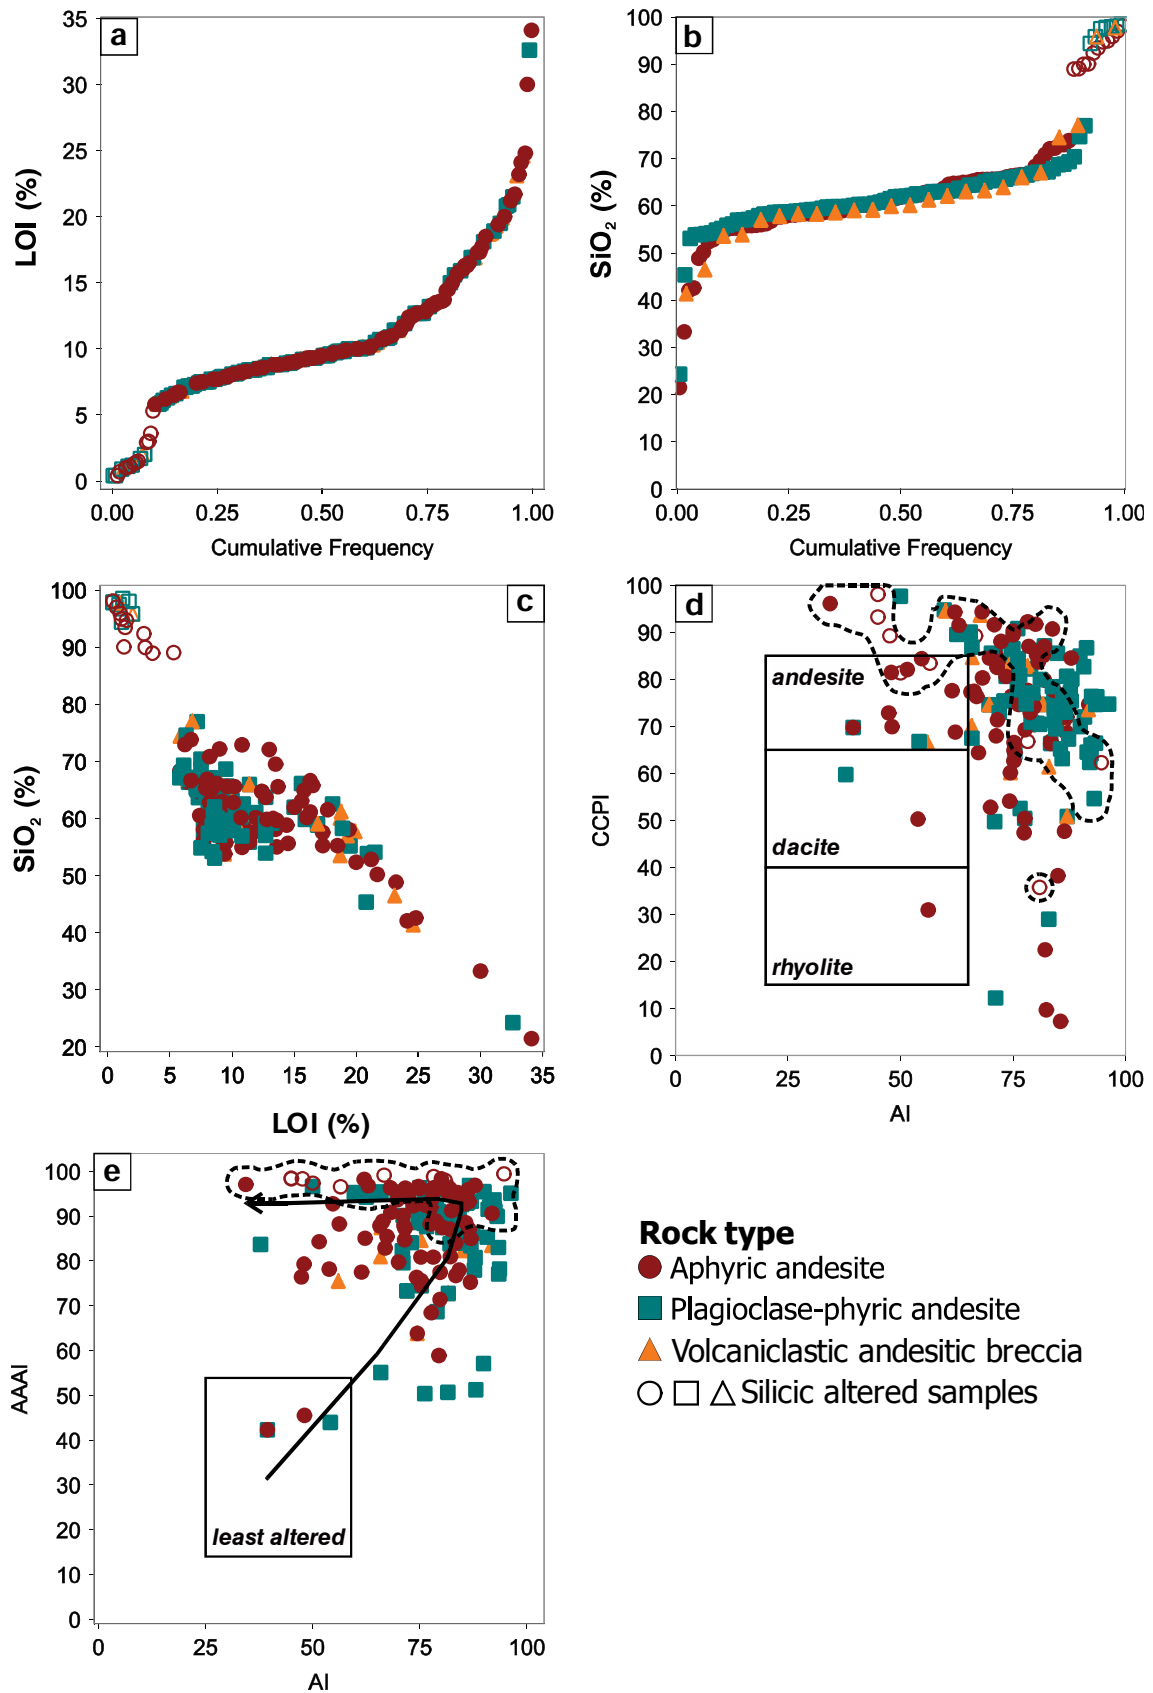 a
LOI (%)
35
30
25
20
15
10
5
0
0.00 0.25 0.50 0.75 1.00
Cumulative Frequency
b
SiO2 (%)
100
90
80
70
60
50
40
30
20
10
0
0.00 0.25 0.50 0.75 1.00
Cumulative Frequency
c
SiO2 (%)
100
90
80
70
60
50
40
30
20
0 5 10 15 20 25 30 35
LOI (%)
d
CCPI
100
90
80
70
60
50
40
30
20
10
0
andesite
dacite
rhyolite
0 25 50 75 100
AI
e
AAAI
100
90
80
70
60
50
40
30
20
10
0
least altered
0 25 50 75 100
AI
Rock type
Aphyric andesite
Plagioclase-phyric andesite
Volcaniclastic andesitic breccia
Silicic altered samples